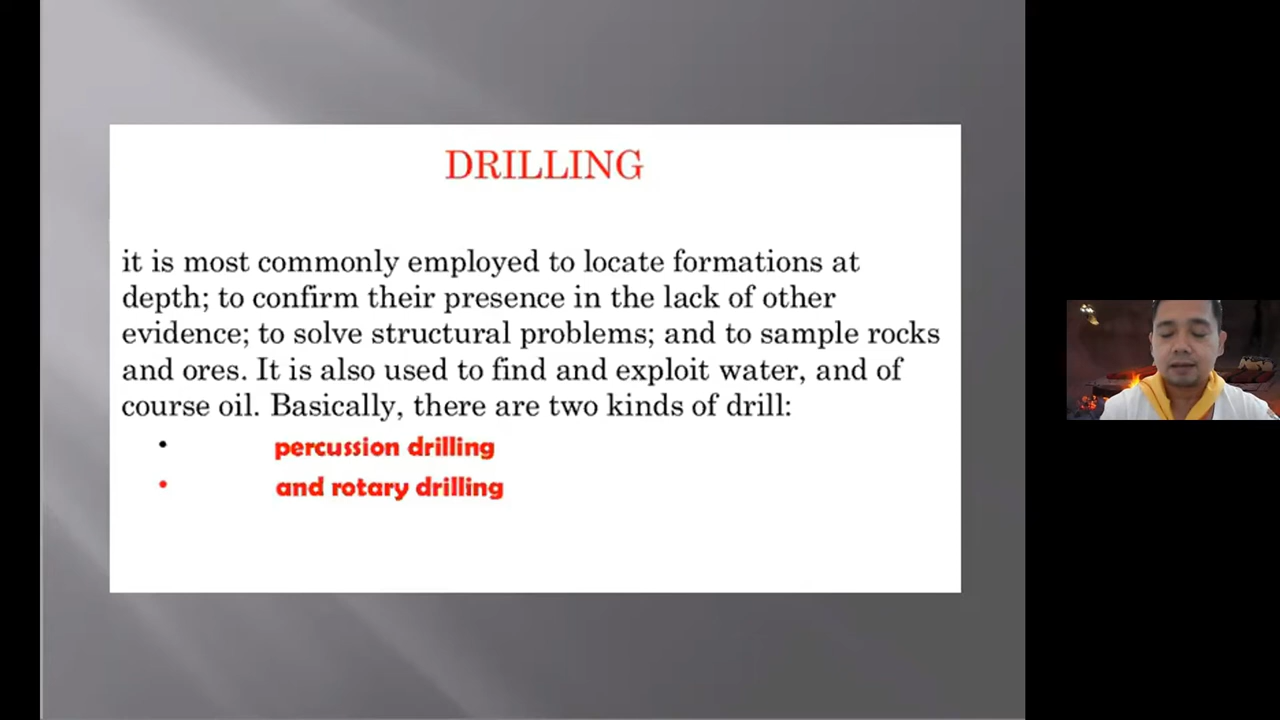 DRILLING
it is most commonly employed to locate formations at
depth; to confirm their presence in the lack of other
evidence; to solve structural problems; and to sample rocks
and ores. It is also used to find and exploit water, and of
course oil. Basically, there are two kinds of drill:
• percussion drilling
• and rotary drilling